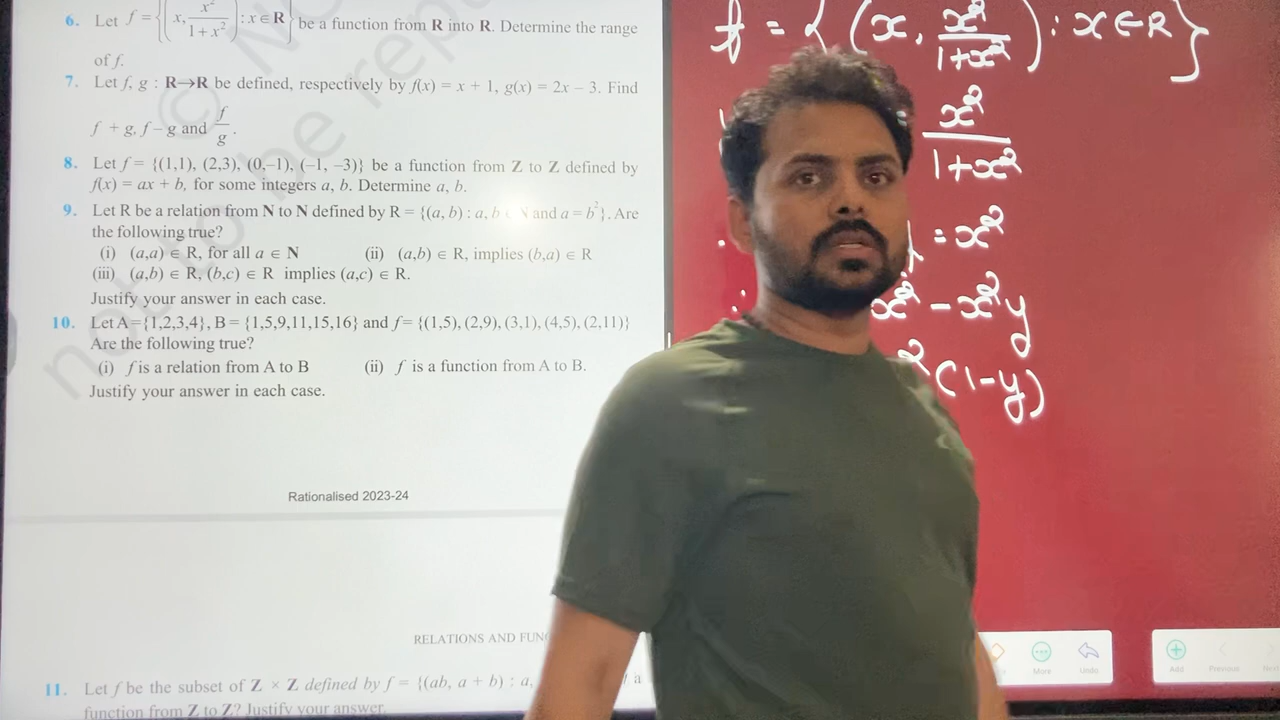 6. Let f = {(x, x²/1+x²) : x ∈ R} be a function from R into R. Determine the range
of f.
7. Let f, g : R→R be defined, respectively by f(x) = x + 1, g(x) = 2x – 3. Find
f + g, f – g and f/g.
8. Let f = {(1,1), (2,3), (0,–1), (–1, –3)} be a function from Z to Z defined by
f(x) = ax + b, for some integers a, b. Determine a, b.
9. Let R be a relation from N to N defined by R = {(a, b) : a, b ∈ N and a = b²}. Are
the following true?
(i) (a,a) ∈ R, for all a ∈ N (ii) (a,b) ∈ R, implies (b,a) ∈ R
(iii) (a,b) ∈ R, (b,c) ∈ R implies (a,c) ∈ R.
Justify your answer in each case.
10. Let A ={1,2,3,4}, B = {1,5,9,11,15,16} and f = {(1,5), (2,9), (3,1), (4,5), (2,11)}
Are the following true?
(i) f is a relation from A to B (ii) f is a function from A to B.
Justify your answer in each case.
Rationalised 2023-24
RELATIONS AND
11. Let f be the subset of Z × Z defined by f = {(ab, a + b) : a, a
function from Z to Z? Justify your answer.
© NO
not to be repu
f = { (x, x²/1+x²) : x ∈ R }
= x²/1+x²
= x²
x² - x²y
² (1-y)
More Undo Add Previous Next